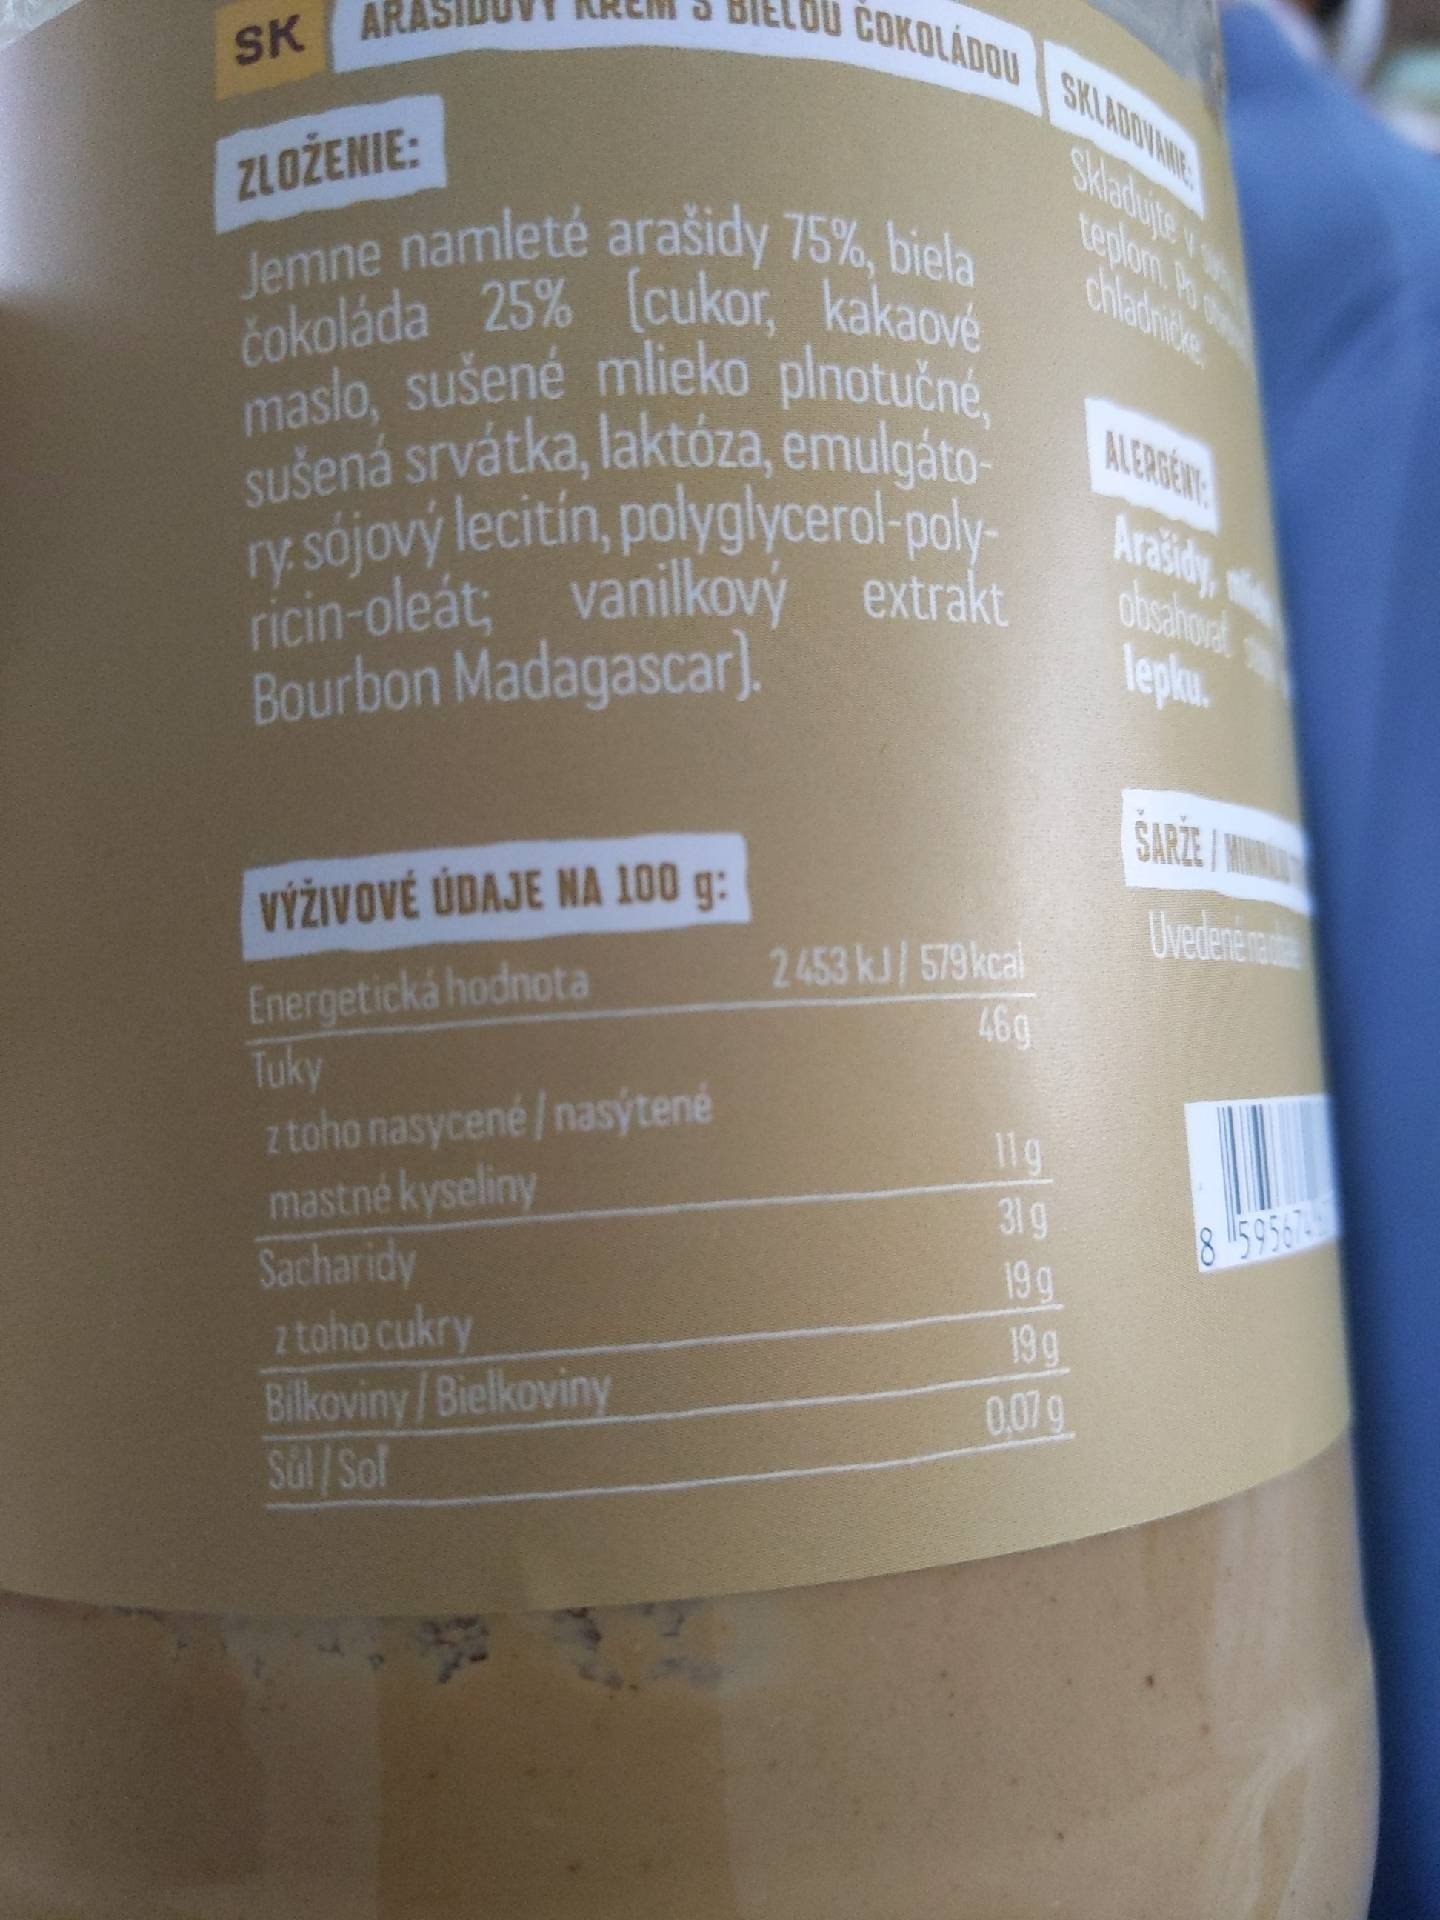 SK
ARAŠIDOVÝ KRÉM S BIELOU ČOKOLÁDOU
ZLOŽENIE:
Jemne namleté arašidy 75%, biela
čokoláda 25% (cukor, kakaové
maslo, sušené mlieko plnotučné,
sušená srvátka, laktóza, emulgáto-
ry: sójový lecitín, polyglycerol-poly-
ricin-oleát; vanilkový extrakt
Bourbon Madagascar).
VÝŽIVOVÉ ÚDAJE NA 100 g:
Energetická hodnota 2 453 kJ / 579 kcal
Tuky 46 g
z toho nasycené / nasýtené
mastné kyseliny 11 g
Sacharidy 31 g
z toho cukry 19 g
Bílkoviny / Bielkoviny 19 g
Sůl / Soľ 0,07 g
SKLADOVANIE:
Skladujte v
teplom. Po
chladničke.
ALERGÉNY:
Arašidy,
obsahovať
lepku.
ŠARŽE /
Uvedené na
8 595674